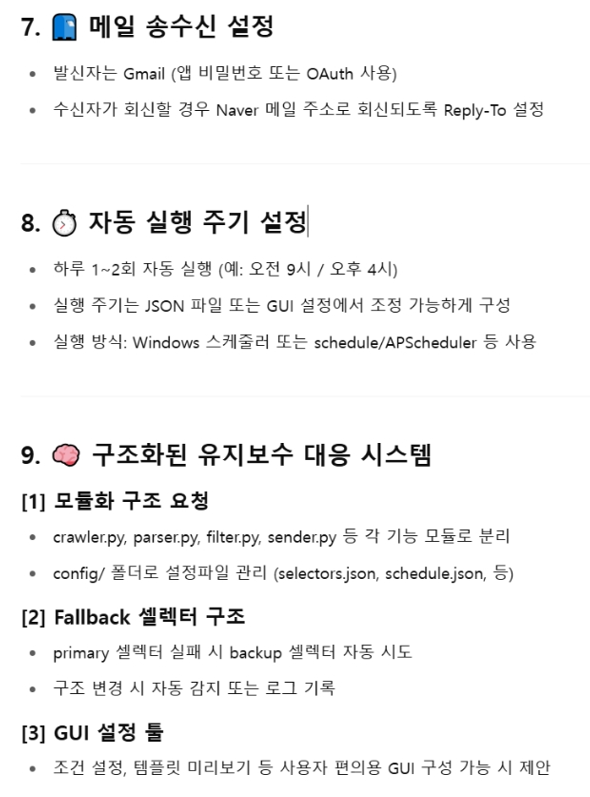 7. 📘 메일 송수신 설정
• 발신자는 Gmail (앱 비밀번호 또는 OAuth 사용)
• 수신자가 회신할 경우 Naver 메일 주소로 회신되도록 Reply-To 설정
8. ⏱ 자동 실행 주기 설정
• 하루 1~2회 자동 실행 (예: 오전 9시 / 오후 4시)
• 실행 주기는 JSON 파일 또는 GUI 설정에서 조정 가능하게 구성
• 실행 방식: Windows 스케줄러 또는 schedule/APScheduler 등 사용
9. 🧠 구조화된 유지보수 대응 시스템
[1] 모듈화 구조 요청
• crawler.py, parser.py, filter.py, sender.py 등 각 기능 모듈로 분리
• config/ 폴더로 설정파일 관리 (selectors.json, schedule.json, 등)
[2] Fallback 셀렉터 구조
• primary 셀렉터 실패 시 backup 셀렉터 자동 시도
• 구조 변경 시 자동 감지 또는 로그 기록
[3] GUI 설정 툴
• 조건 설정, 템플릿 미리보기 등 사용자 편의용 GUI 구성 가능 시 제안